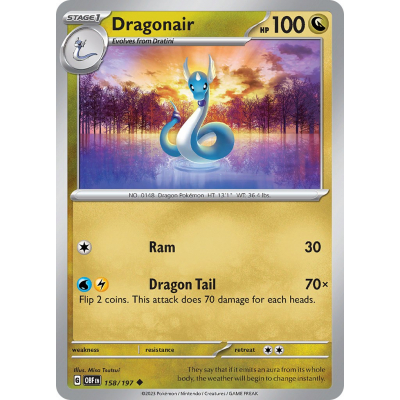 STAGE 1
Dragonair
HP 100
Evolves from Dratini
NO. 0148 Dragon Pokémon HT. 13'1" WT. 36.4 lbs.
Ram 30
Dragon Tail 70×
Flip 2 coins. This attack does 70 damage for each heads.
weakness resistance retreat
Illus. Mina Tsutsui
G OBF EN 158/197
They say that if it emits an aura from its whole
body, the weather will begin to change instantly.
©2023 Pokémon / Nintendo / Creatures / GAME FREAK